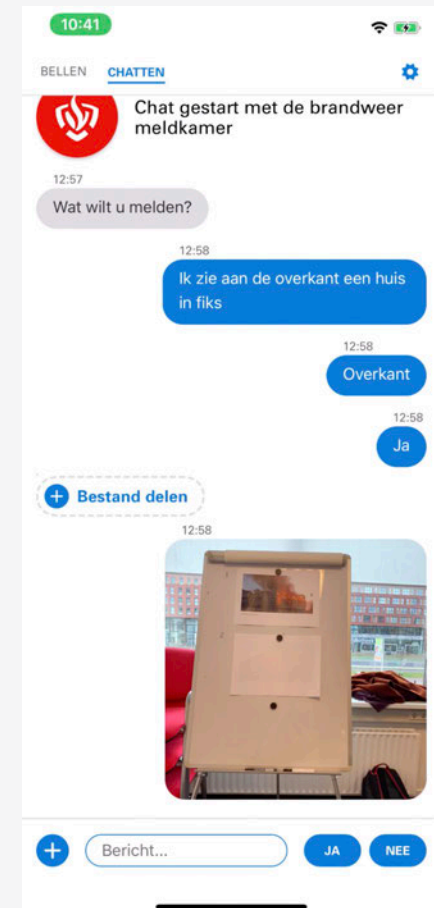 10:41
BELLEN CHATTEN
Chat gestart met de brandweer
meldkamer
12:57
Wat wilt u melden?
12:58
Ik zie aan de overkant een huis
in fiks
12:58
Overkant
12:58
Ja
Bestand delen
12:58
Bericht...
JA
NEE